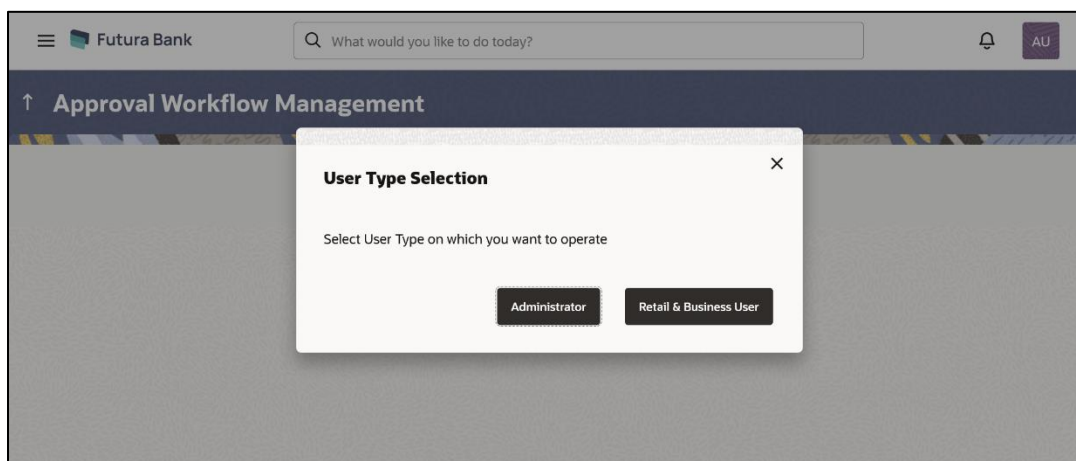 Futura Bank
What would you like to do today?
AU
Approval Workflow Management
User Type Selection
Select User Type on which you want to operate
Administrator
Retail & Business User